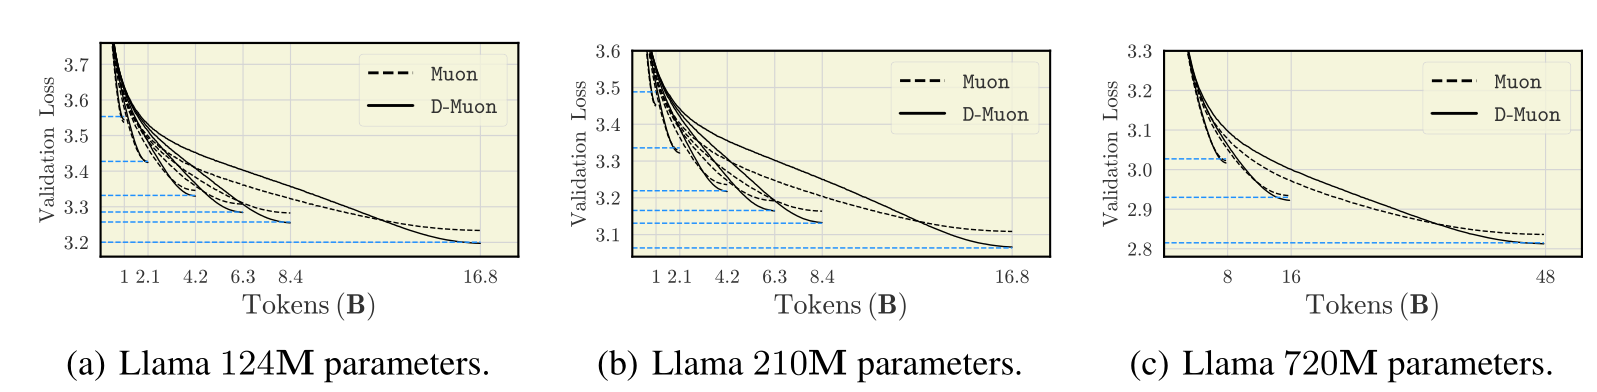 Validation Loss
3.7
3.6
3.5
3.4
3.3
3.2
Muon
D-Muon
1 2.1 4.2 6.3 8.4 16.8
Tokens (B)
(a) Llama 124M parameters.
Validation Loss
3.6
3.5
3.4
3.3
3.2
3.1
Muon
D-Muon
1 2.1 4.2 6.3 8.4 16.8
Tokens (B)
(b) Llama 210M parameters.
Validation Loss
3.3
3.2
3.1
3.0
2.9
2.8
Muon
D-Muon
8 16 48
Tokens (B)
(c) Llama 720M parameters.